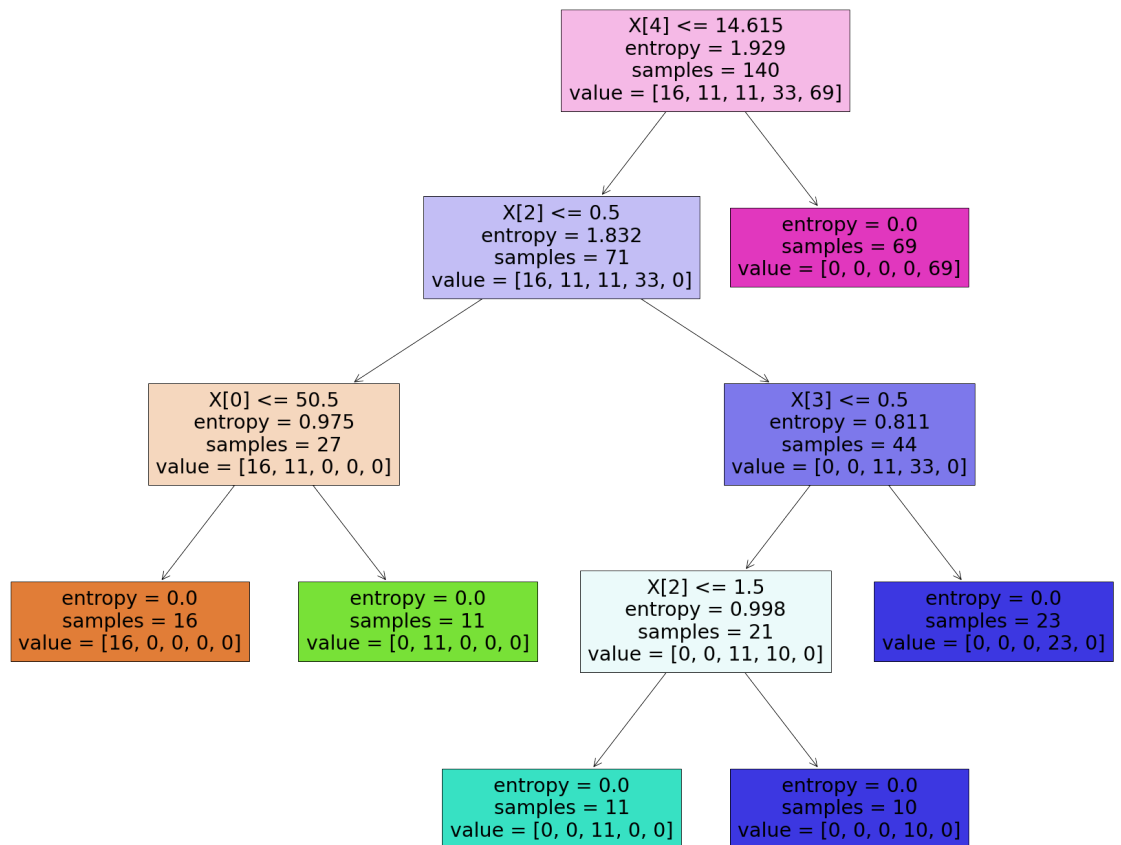 X[4] <= 14.615
entropy = 1.929
samples = 140
value = [16, 11, 11, 33, 69]
X[2] <= 0.5
entropy = 1.832
samples = 71
value = [16, 11, 11, 33, 0]
entropy = 0.0
samples = 69
value = [0, 0, 0, 0, 69]
X[0] <= 50.5
entropy = 0.975
samples = 27
value = [16, 11, 0, 0, 0]
X[3] <= 0.5
entropy = 0.811
samples = 44
value = [0, 0, 11, 33, 0]
entropy = 0.0
samples = 16
value = [16, 0, 0, 0, 0]
entropy = 0.0
samples = 11
value = [0, 11, 0, 0, 0]
X[2] <= 1.5
entropy = 0.998
samples = 21
value = [0, 0, 11, 10, 0]
entropy = 0.0
samples = 23
value = [0, 0, 0, 23, 0]
entropy = 0.0
samples = 11
value = [0, 0, 11, 0, 0]
entropy = 0.0
samples = 10
value = [0, 0, 0, 10, 0]